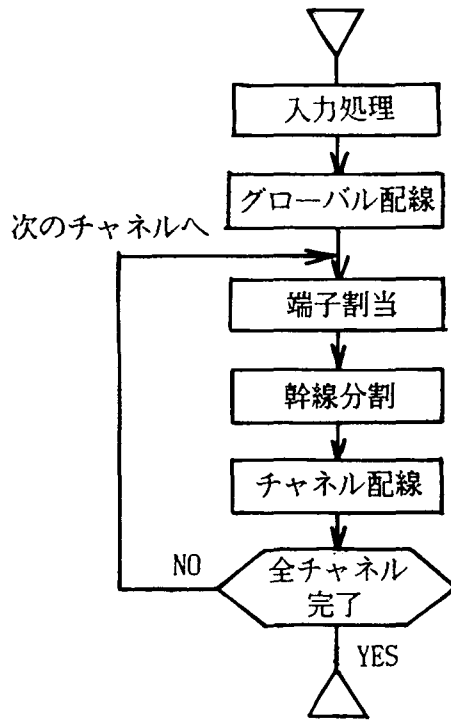 入力処理
グローバル配線
次のチャネルへ
端子割当
幹線分割
チャネル配線
全チャネル
完了
NO
YES